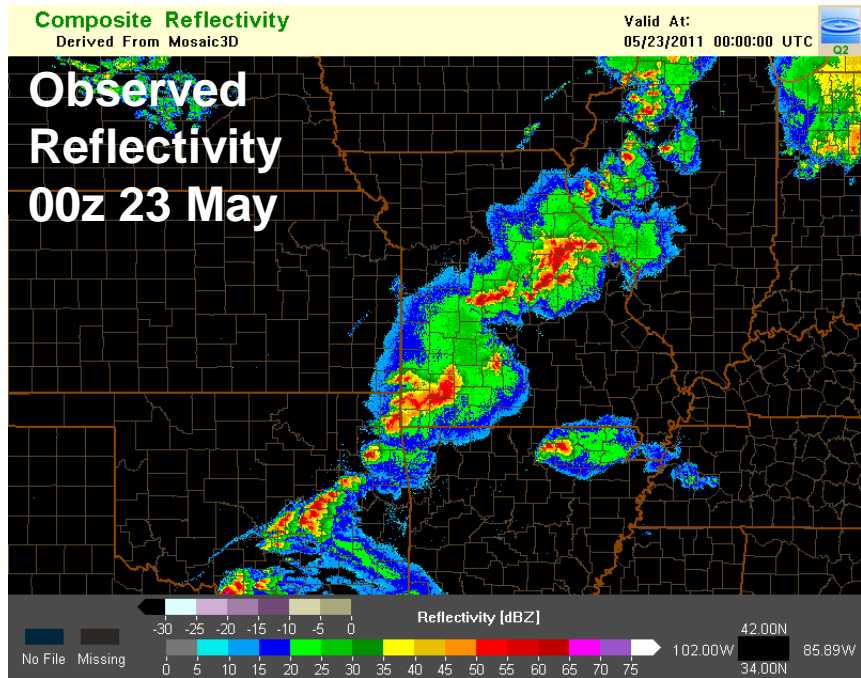 Composite Reflectivity
Derived From Mosaic3D
Valid At:
05/23/2011 00:00:00 UTC
Q2
Observed
Reflectivity
00z 23 May
-30 -25 -20 -15 -10 -5 0
Reflectivity [dBZ]
No File Missing
0 5 10 15 20 25 30 35 40 45 50 55 60 65 70 75
42.00N
102.00W 85.89W
34.00N